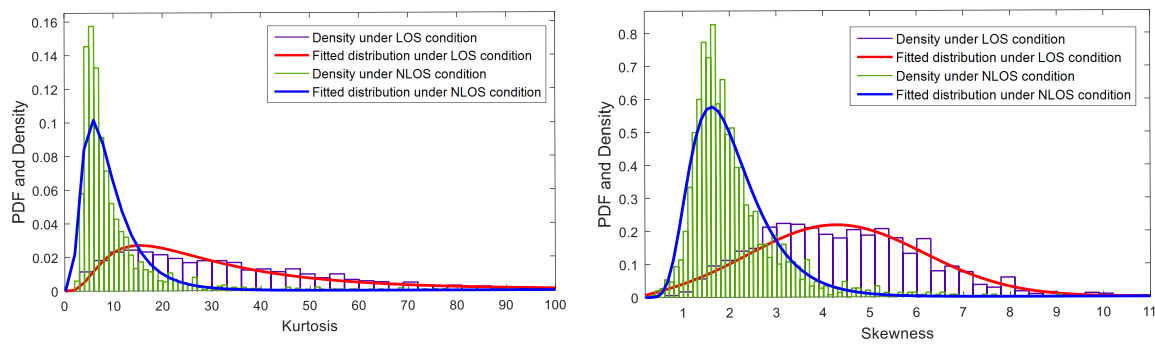 0.16
0.14
0.12
0.1
0.08
0.06
0.04
0.02
0
PDF and Density
Density under LOS condition
Fitted distribution under LOS condition
Density under NLOS condition
Fitted distribution under NLOS condition
0 10 20 30 40 50 60 70 80 90 100
Kurtosis
0.8
0.7
0.6
0.5
0.4
0.3
0.2
0.1
0
PDF and Density
Density under LOS condition
Fitted distribution under LOS condition
Density under NLOS condition
Fitted distribution under NLOS condition
1 2 3 4 5 6 7 8 9 10 11
Skewness